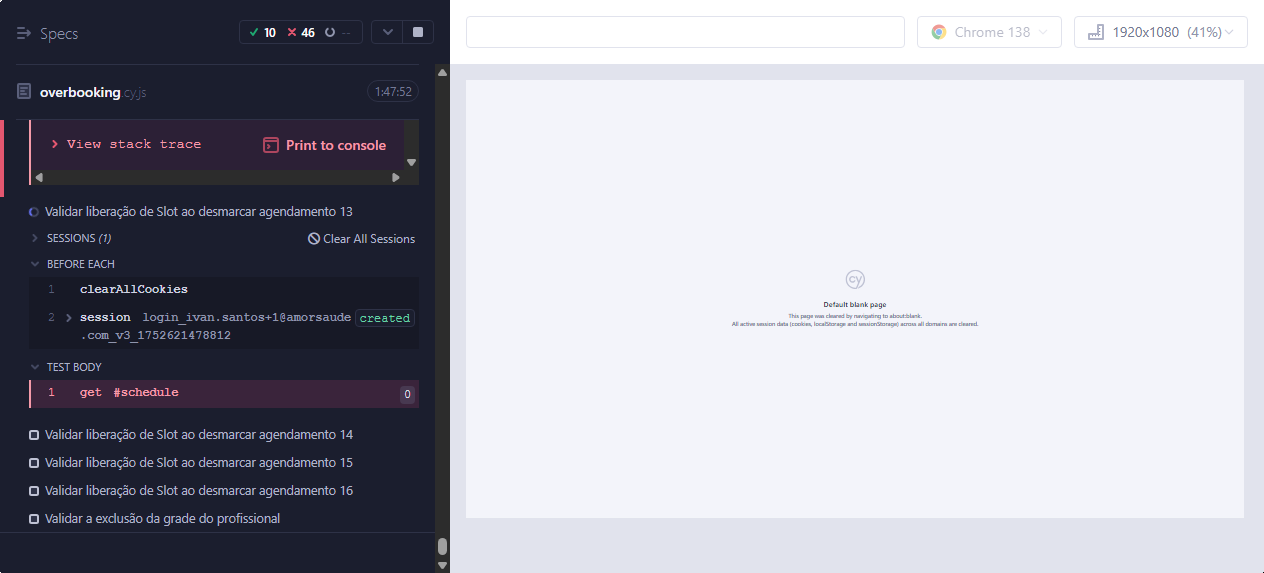 Specs
10 46 --
overbooking.cy.js
1:47:52
View stack trace
Print to console
Validar liberação de Slot ao desmarcar agendamento 13
SESSIONS (1)
Clear All Sessions
BEFORE EACH
1 clearAllCookies
2 session login_ivan.santos+1@amorsaude created
.com_v3_1752621478812
TEST BODY
1 get #schedule 0
Validar liberação de Slot ao desmarcar agendamento 14
Validar liberação de Slot ao desmarcar agendamento 15
Validar liberação de Slot ao desmarcar agendamento 16
Validar a exclusão da grade do profissional
Chrome 138
1920x1080 (41%)
cy
Default blank page
This page was cleared by navigating to about:blank.
All active session data (cookies, localStorage and sessionStorage) across all domains are cleared.